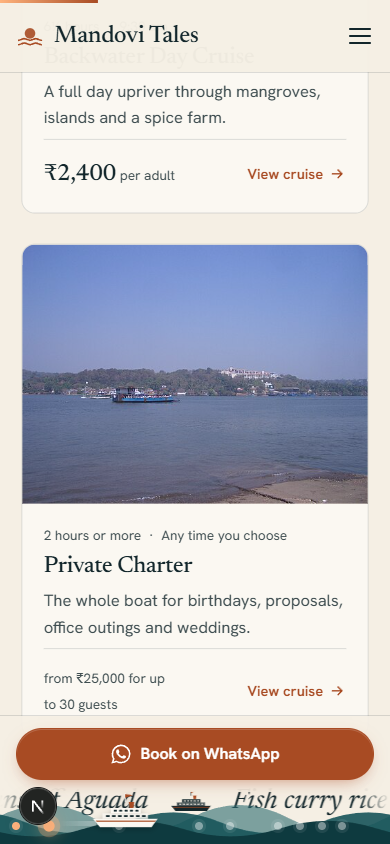 Mandovi Tales
Backwater Day Cruise
A full day upriver through mangroves,
islands and a spice farm.
₹2,400 per adult
View cruise →
2 hours or more · Any time you choose
Private Charter
The whole boat for birthdays, proposals,
office outings and weddings.
from ₹25,000 for up
to 30 guests
View cruise →
Book on WhatsApp
Aguada
Fish curry rice
N